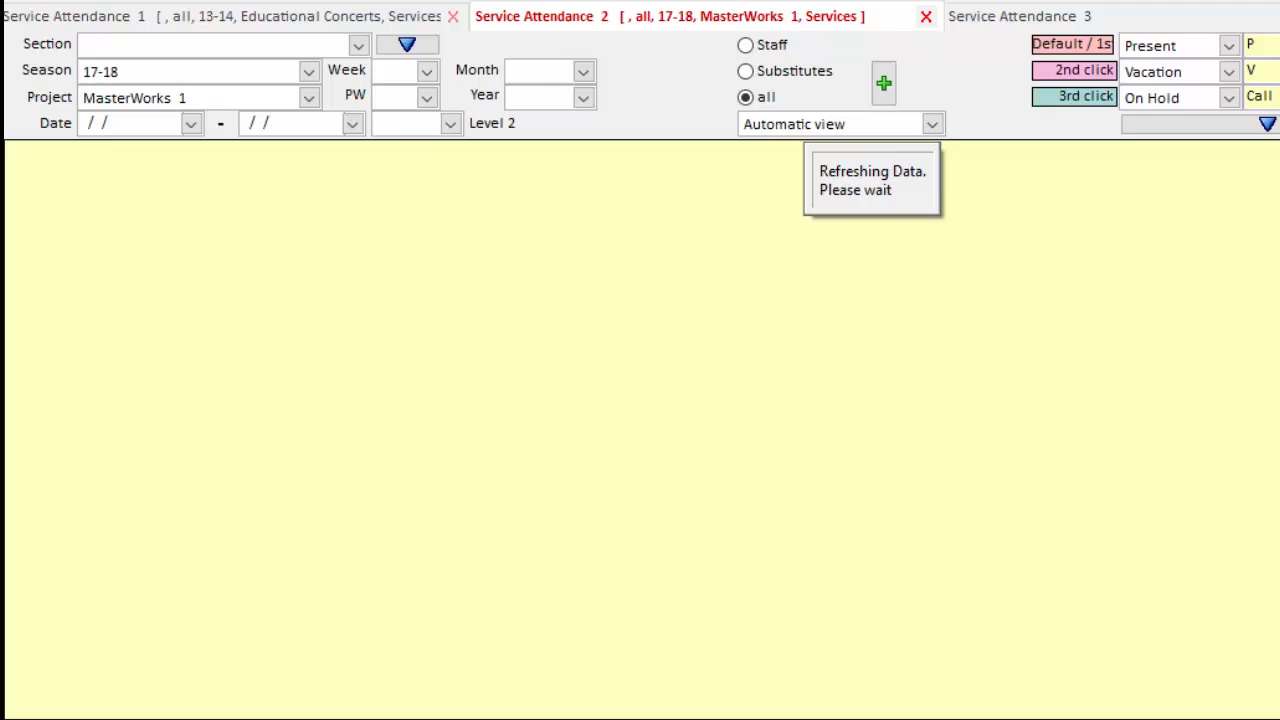 Service Attendance 1 [ , all, 13-14, Educational Concerts, Services
Service Attendance 2 [ , all, 17-18, MasterWorks 1, Services ]
Service Attendance 3
Section
Staff
Default / 1s
Present
P
Season
17-18
Week
Month
Substitutes
2nd click
Vacation
V
Project
MasterWorks 1
PW
Year
all
3rd click
On Hold
Call
Date
/ /
-
/ /
Level 2
Automatic view
Refreshing Data.
Please wait